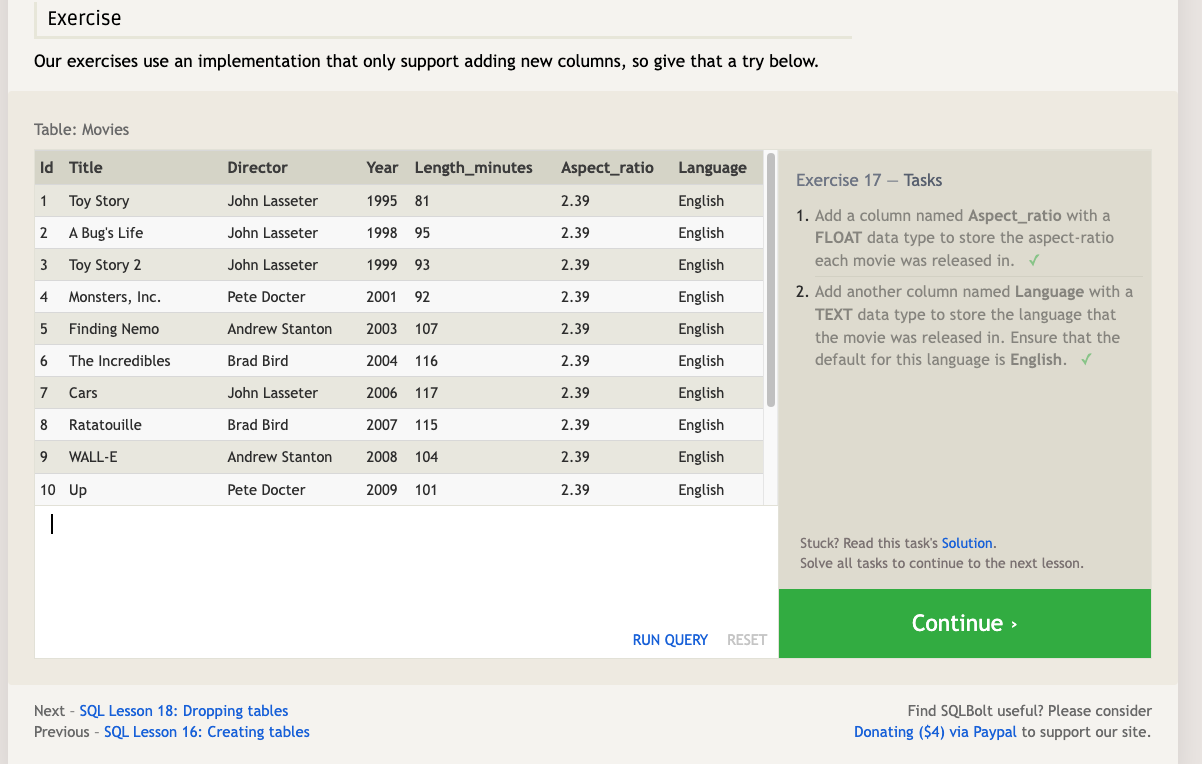 Exercise
Our exercises use an implementation that only support adding new columns, so give that a try below.
Table: Movies
Id Title Director Year Length_minutes Aspect_ratio Language
1 Toy Story John Lasseter 1995 81 2.39 English
2 A Bug's Life John Lasseter 1998 95 2.39 English
3 Toy Story 2 John Lasseter 1999 93 2.39 English
4 Monsters, Inc. Pete Docter 2001 92 2.39 English
5 Finding Nemo Andrew Stanton 2003 107 2.39 English
6 The Incredibles Brad Bird 2004 116 2.39 English
7 Cars John Lasseter 2006 117 2.39 English
8 Ratatouille Brad Bird 2007 115 2.39 English
9 WALL-E Andrew Stanton 2008 104 2.39 English
10 Up Pete Docter 2009 101 2.39 English
RUN QUERY RESET
Exercise 17 — Tasks
1. Add a column named Aspect_ratio with a
FLOAT data type to store the aspect-ratio
each movie was released in. ✓
2. Add another column named Language with a
TEXT data type to store the language that
the movie was released in. Ensure that the
default for this language is English. ✓
Stuck? Read this task's Solution.
Solve all tasks to continue to the next lesson.
Continue ›
Next – SQL Lesson 18: Dropping tables
Previous – SQL Lesson 16: Creating tables
Find SQLBolt useful? Please consider
Donating ($4) via Paypal to support our site.